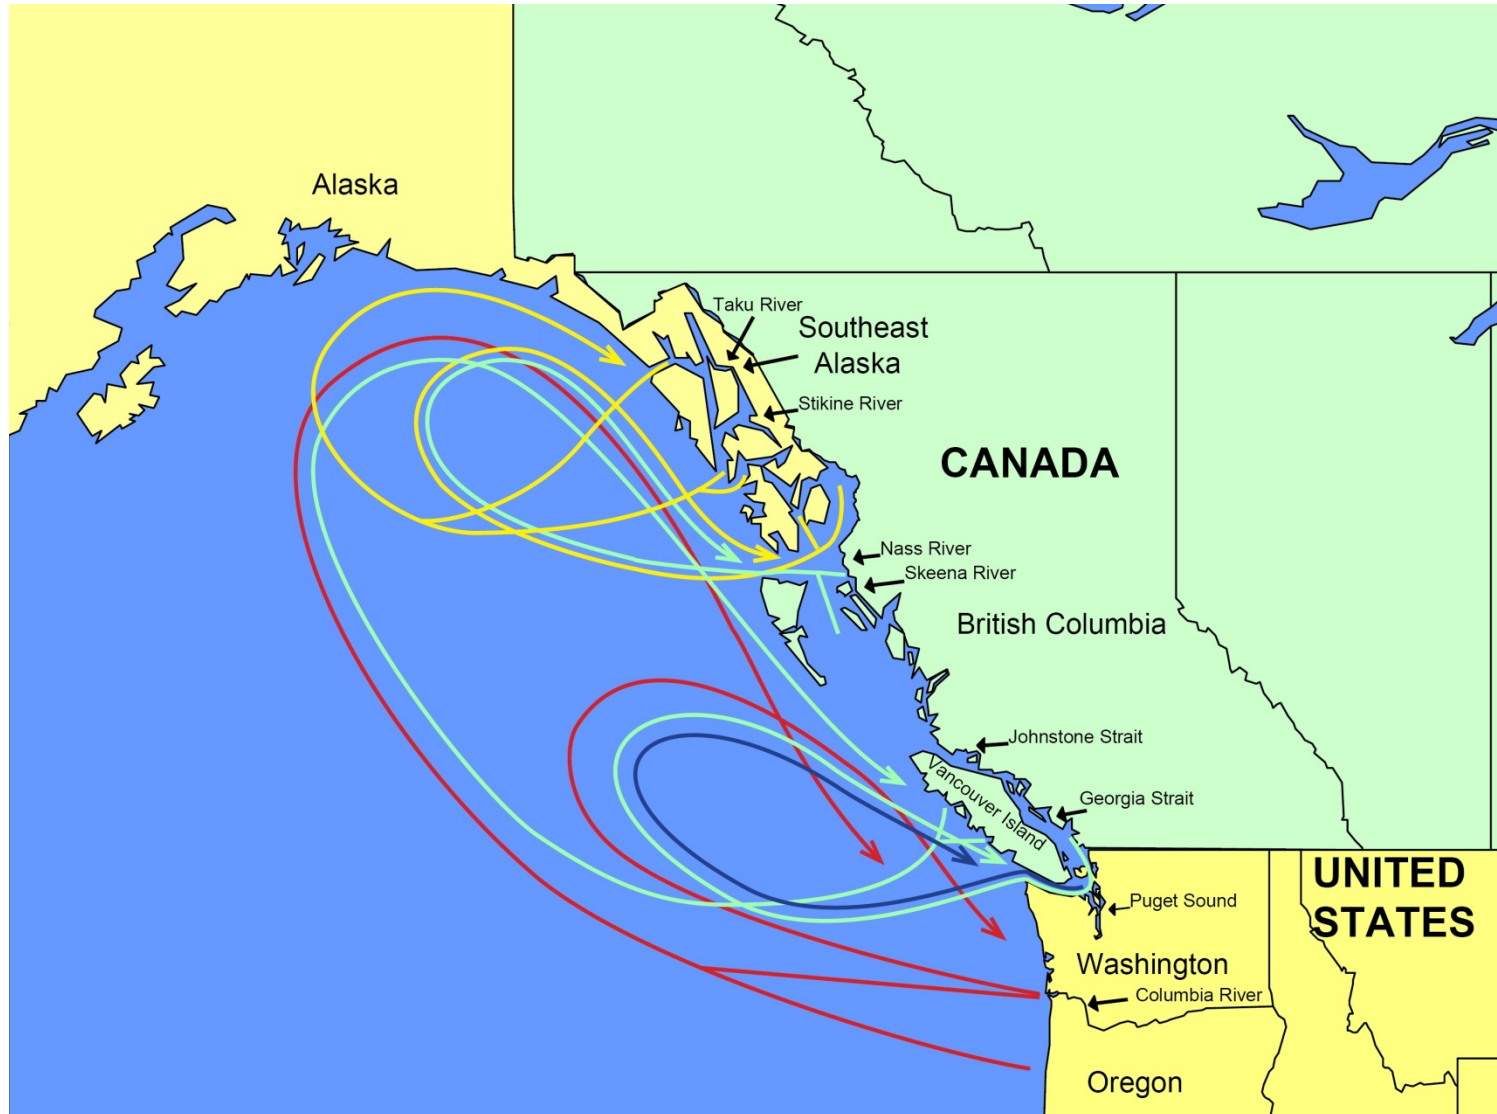 Alaska
Taku River
Southeast
Alaska
Stikine River
CANADA
Nass River
Skeena River
British Columbia
Johnstone Strait
Vancouver Island
Georgia Strait
UNITED
STATES
Puget Sound
Washington
Columbia River
Oregon